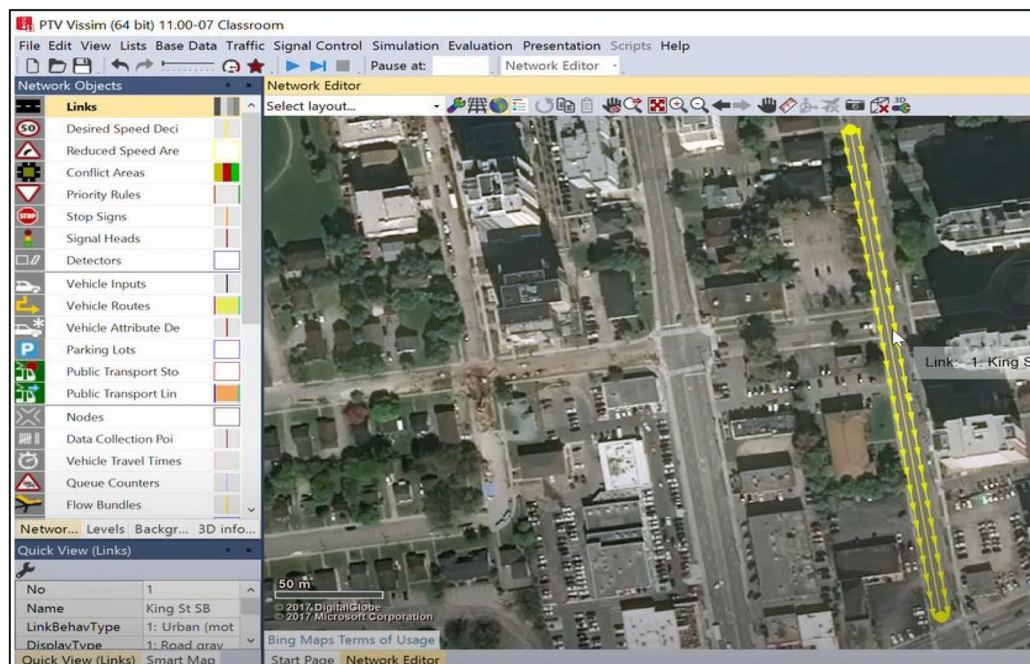 PTV Vissim (64 bit) 11.00-07 Classroom
File Edit View Lists Base Data Traffic Signal Control Simulation Evaluation Presentation Scripts Help
Pause at: Network Editor
Network Objects
Network Editor
Links
Select layout...
3D
50
Desired Speed Deci
Reduced Speed Are
Conflict Areas
Priority Rules
STOP
Stop Signs
Signal Heads
Detectors
Vehicle Inputs
Vehicle Routes
Vehicle Attribute De
P
Parking Lots
Public Transport Sto
Public Transport Lin
Nodes
Data Collection Poi
Vehicle Travel Times
Queue Counters
Flow Bundles
Networ... Levels Backgr... 3D info...
Quick View (Links)
No 1
Name King St SB
LinkBehavType 1: Urban (mot
DisplayType 1: Road gray
Quick View (Links) Smart Map
Link: 1: King S
50 m
© 2017 DigitalGlobe
© 2017 Microsoft Corporation
Bing Maps Terms of Usage
Start Page Network Editor